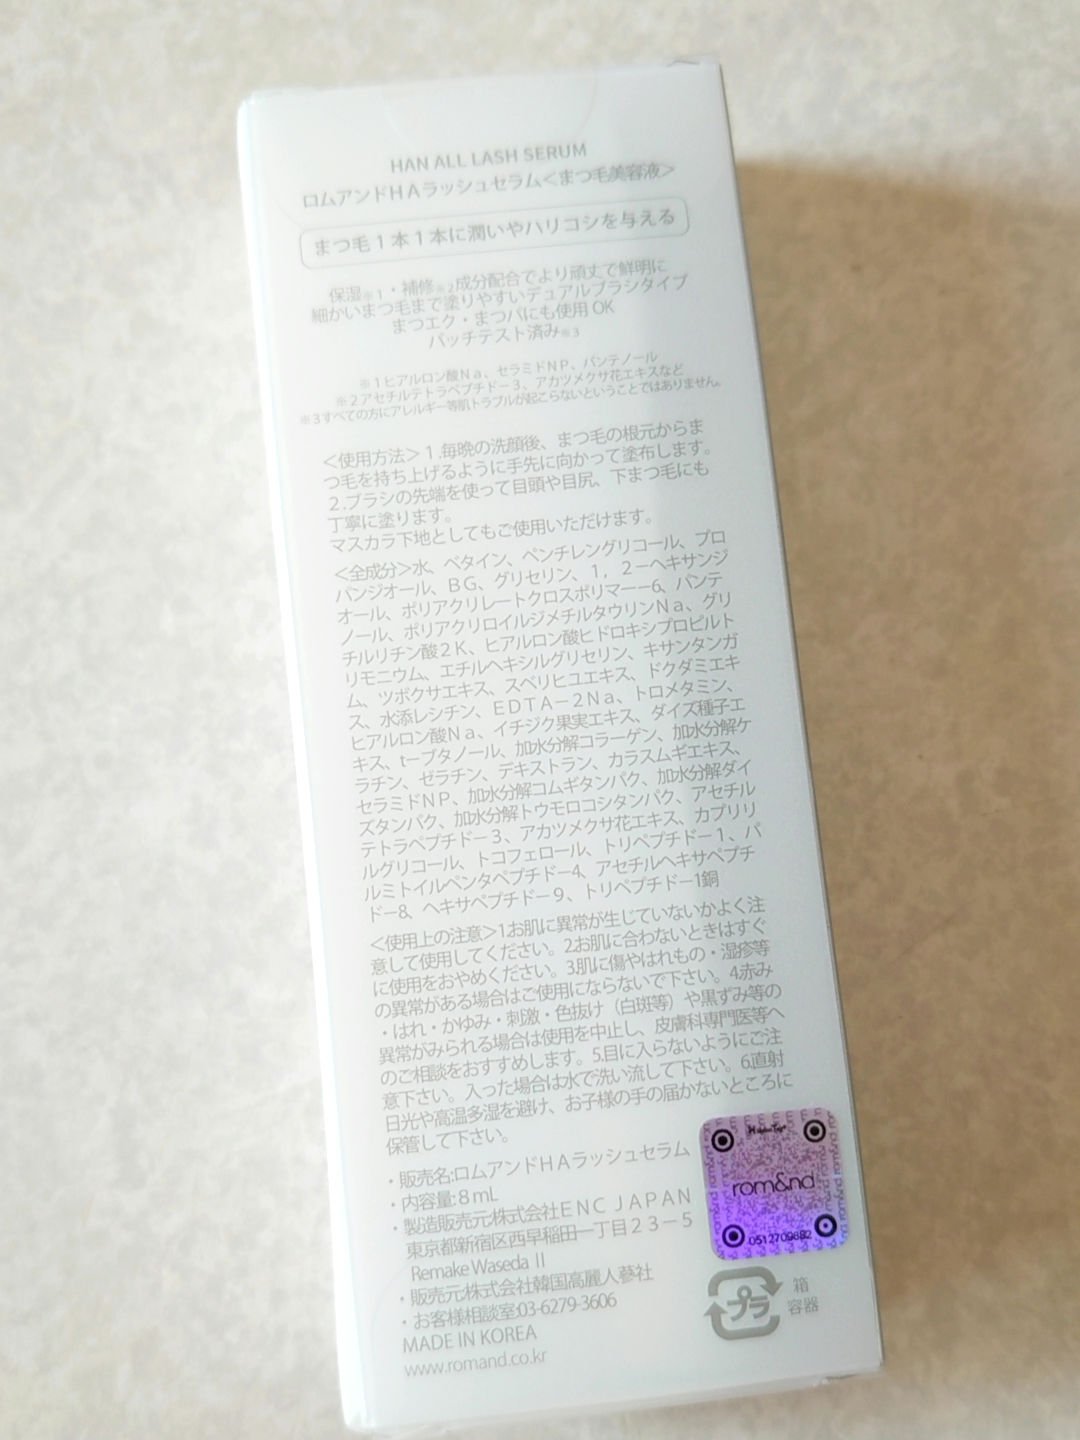 HAN ALL LASH SERUM
ロムアンドHAラッシュセラム<まつ毛美容液>
まつ毛1本1本に潤いやハリコシを与える
保湿※1・補修※2成分配合でより頑丈で鮮明に
細かいまつ毛まで塗りやすいデュアルブラシタイプ
まつエク・まつパにも使用 OK
パッチテスト済み※3
※1ヒアルロン酸Na、セラミドNP、パンテノール
※2アセチルテトラペプチド－3、アカツメクサ花エキスなど
※3すべての方にアレルギー等肌トラブルが起こらないということではありません。
＜使用方法＞1.毎晩の洗顔後、まつ毛の根元からま
つ毛を持ち上げるように手先に向かって塗布します。
2.ブラシの先端を使って目頭や目尻、下まつ毛にも
丁寧に塗ります。
マスカラ下地としてもご使用いただけます。
<全成分>水、ベタイン、ペンチレングリコール、プロ
パンジオール、BG、グリセリン、1，2－ヘキサンジ
オール、ポリアクリレートクロスポリマー－6、パンテ
ノール、ポリアクリロイルジメチルタウリンNa、グリ
チルリチン酸2K、ヒアルロン酸ヒドロキシプロピルト
リモニウム、エチルヘキシルグリセリン、キサンタンガ
ム、ツボクサエキス、スベリヒユエキス、ドクダミエキ
ス、水添レシチン、EDTA－2Na、トロメタミン、
ヒアルロン酸Na、イチジク果実エキス、ダイズ種子エ
キス、t－ブタノール、加水分解コラーゲン、加水分解ケ
ラチン、ゼラチン、デキストラン、カラスムギエキス、
セラミドNP、加水分解コムギタンパク、加水分解ダイ
ズタンパク、加水分解トウモロコシタンパク、アセチル
テトラペプチド－3、アカツメクサ花エキス、カプリリ
ルグリコール、トコフェロール、トリペプチド－1、パ
ルミトイルペンタペプチド－4、アセチルヘキサペプチ
ド－8、ヘキサペプチド－9、トリペプチド－1銅
<使用上の注意>1.お肌に異常が生じていないかよく注
意して使用してください。2.お肌に合わないときはすぐ
に使用をおやめください。3.肌に傷やはれもの・湿疹等
の異常がある場合はご使用にならないで下さい。4.赤み
・はれ・かゆみ・刺激・色抜け（白斑等）や黒ずみ等の
異常がみられる場合は使用を中止し、皮膚科専門医等へ
のご相談をおすすめします。5.目に入らないようにご注
意下さい。入った場合は水で洗い流して下さい。6.直射
日光や高温多湿を避け、お子様の手の届かないところに
保管して下さい。
・販売名:ロムアンドHAラッシュセラム
・内容量:8mL
・製造販売元:株式会社ENC JAPAN
東京都新宿区西早稲田一丁目23－5
Remake Waseda Ⅱ
・販売元:株式会社韓国高麗人蔘社
・お客様相談室:03-6279-3606
MADE IN KOREA
www.romand.co.kr
rom&nd
0512709882
プラ
箱
容器